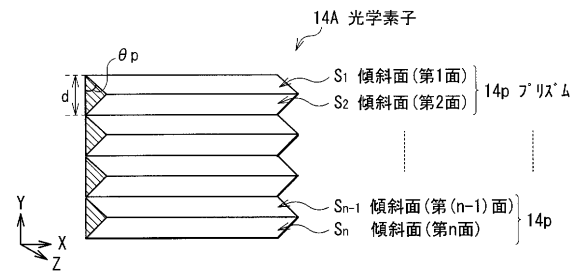 14A 光学素子
θp
d
S1 傾斜面(第1面)
S2 傾斜面(第2面)
14p プリズム
Sn-1 傾斜面(第(n-1)面)
Sn 傾斜面(第n面)
14p
Y
X
Z